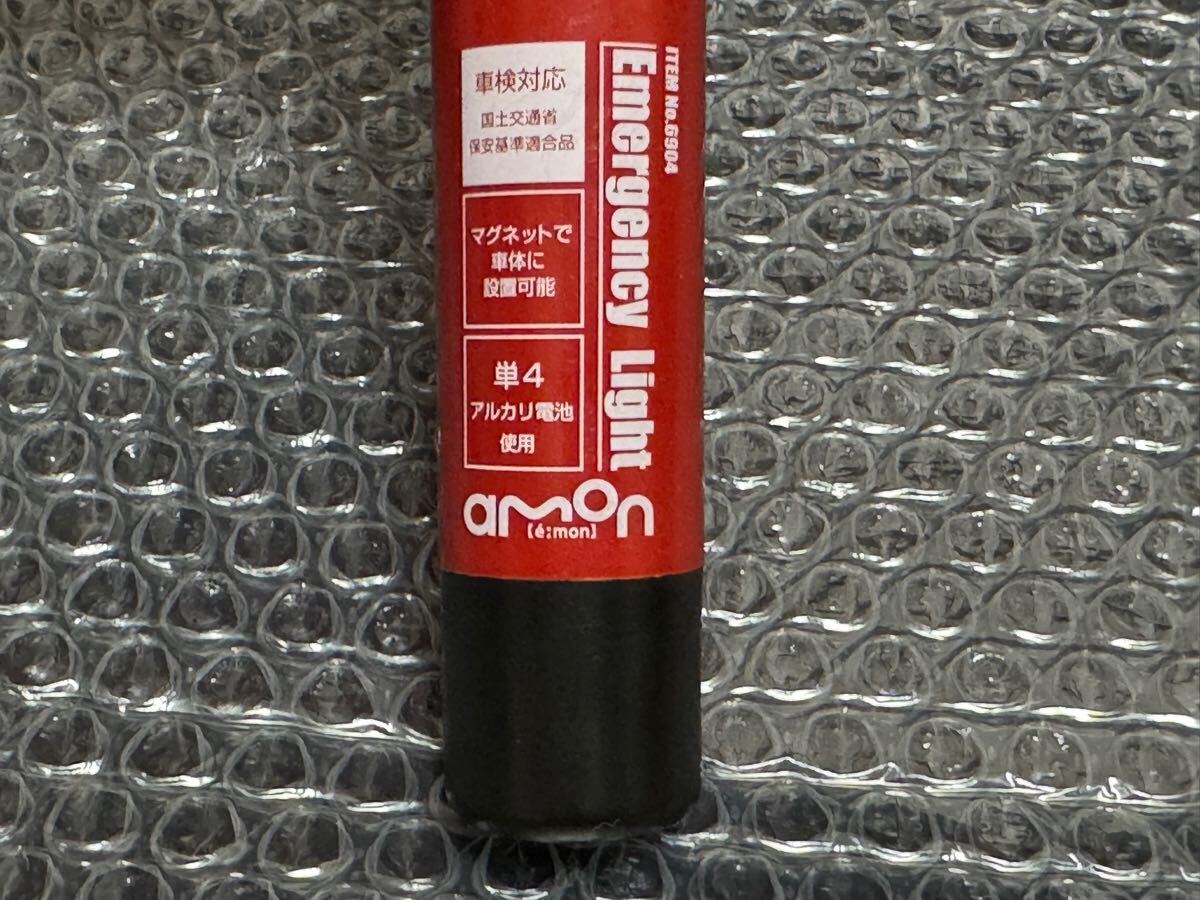 車検対応
国土交通省
保安基準適合品
マグネットで
車体に
設置可能
単4
アルカリ電池
使用
ITEM No.6904
Emergency Light
amon
[é;mon]